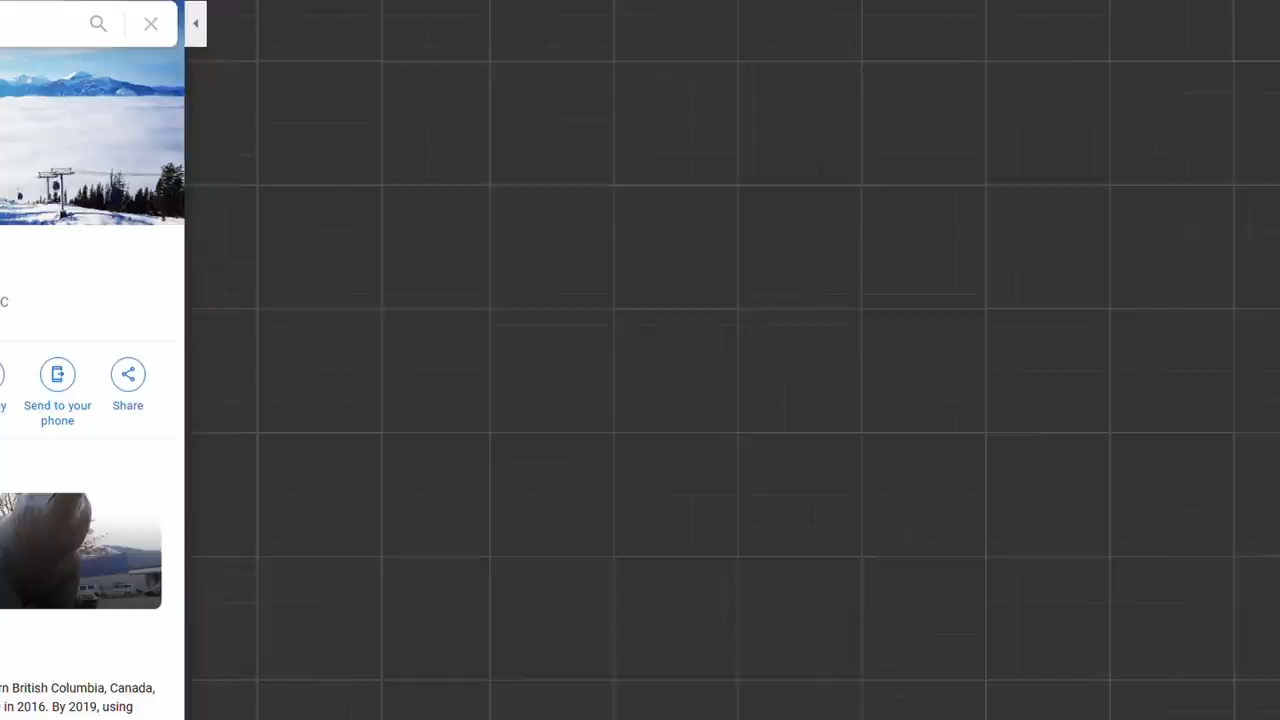 C
y
Send to your
phone
Share
rn British Columbia, Canada,
in 2016. By 2019, using